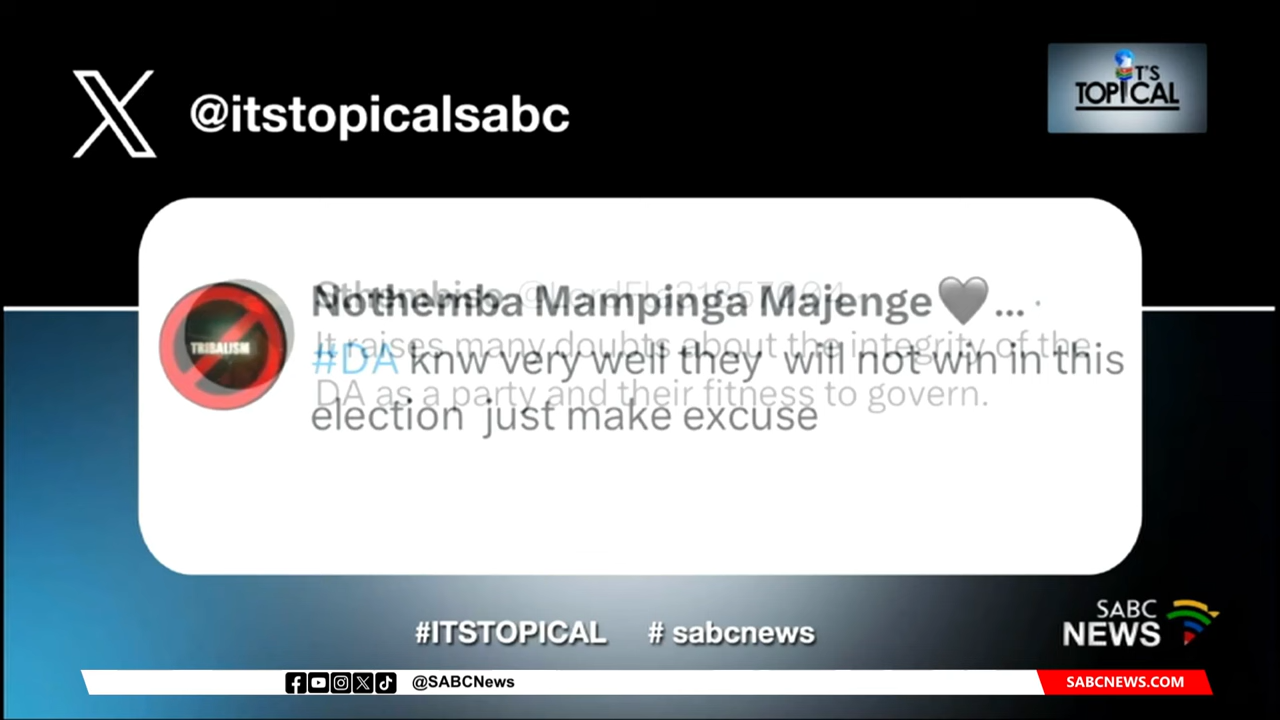 @itstopicalsabc
IT'S
TOPICAL
Nothemba Mampinga Majenge🖤...
#DA knw very well they will not win in this
election just make excuse
It raises many doubts about the integrity of the
DA as a party and their fitness to govern.
TRIBALISM
#ITSTOPICAL # sabcnews
SABC
NEWS
@SABCNews
SABCNEWS.COM